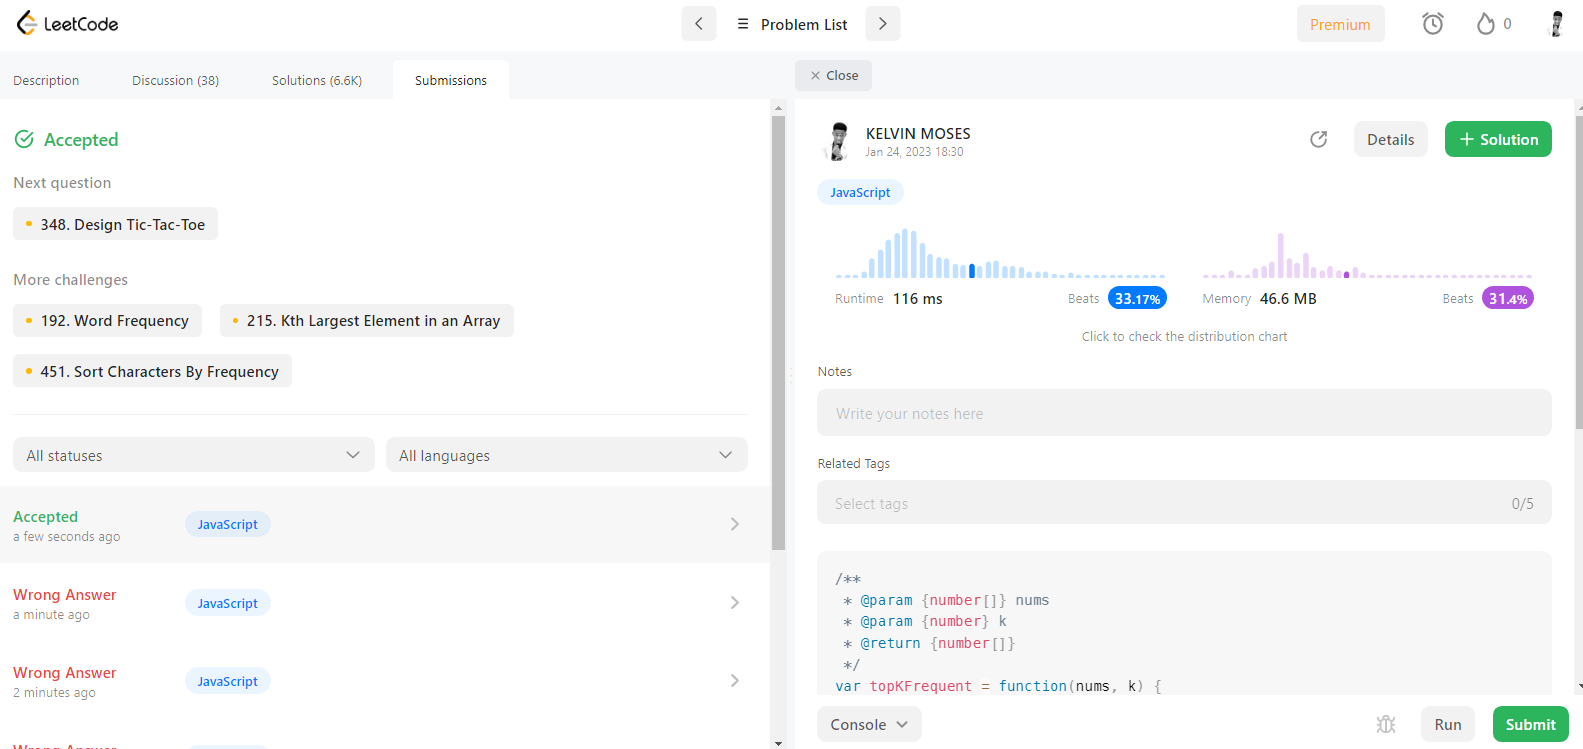 LeetCode
Problem List
Premium
0
Description
Discussion (38)
Solutions (6.6K)
Submissions
Accepted
Next question
348. Design Tic-Tac-Toe
More challenges
192. Word Frequency
215. Kth Largest Element in an Array
451. Sort Characters By Frequency
All statuses
All languages
Accepted
a few seconds ago
JavaScript
Wrong Answer
a minute ago
JavaScript
Wrong Answer
2 minutes ago
JavaScript
Wrong Answer
Close
KELVIN MOSES
Jan 24, 2023 18:30
Details
+ Solution
JavaScript
Runtime 116 ms
Beats 33.17%
Memory 46.6 MB
Beats 31.4%
Click to check the distribution chart
Notes
Write your notes here
Related Tags
Select tags
0/5
/**
 * @param {number[]} nums
 * @param {number} k
 * @return {number[]}
 */
var topKFrequent = function(nums, k) {
Console
Run
Submit